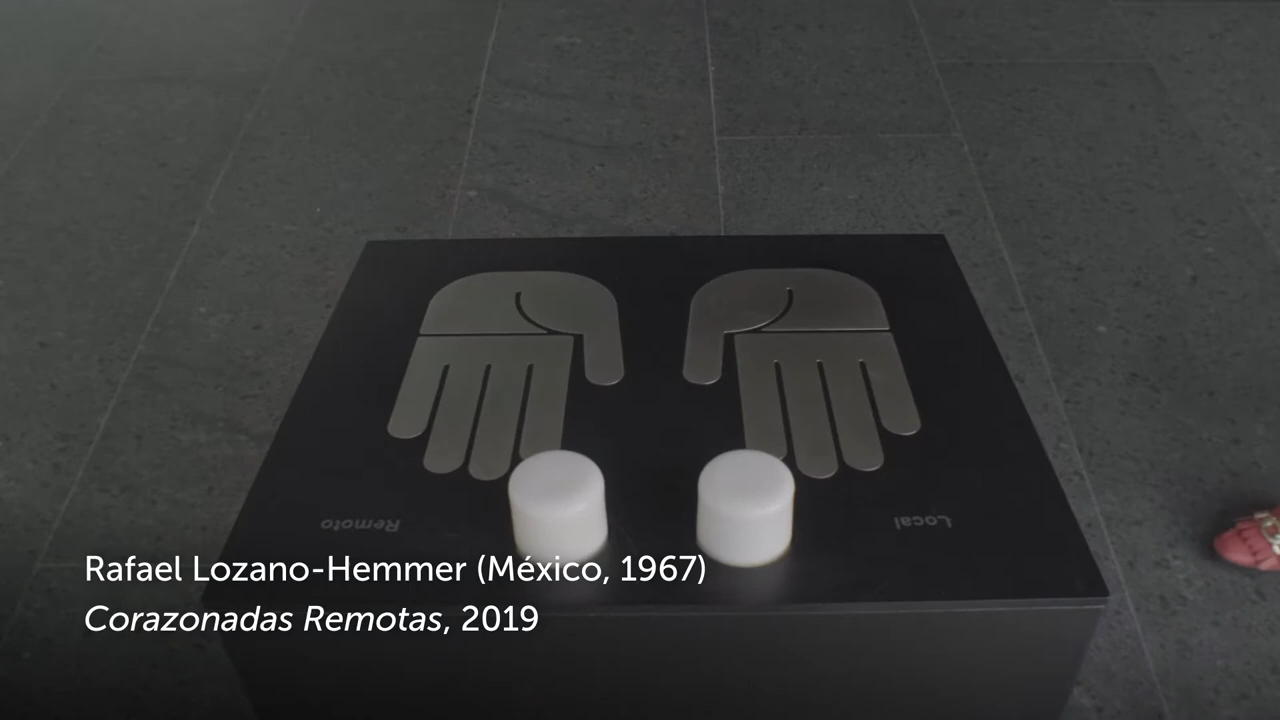 Remoto
Local
Rafael Lozano-Hemmer (México, 1967)
Corazonadas Remotas, 2019